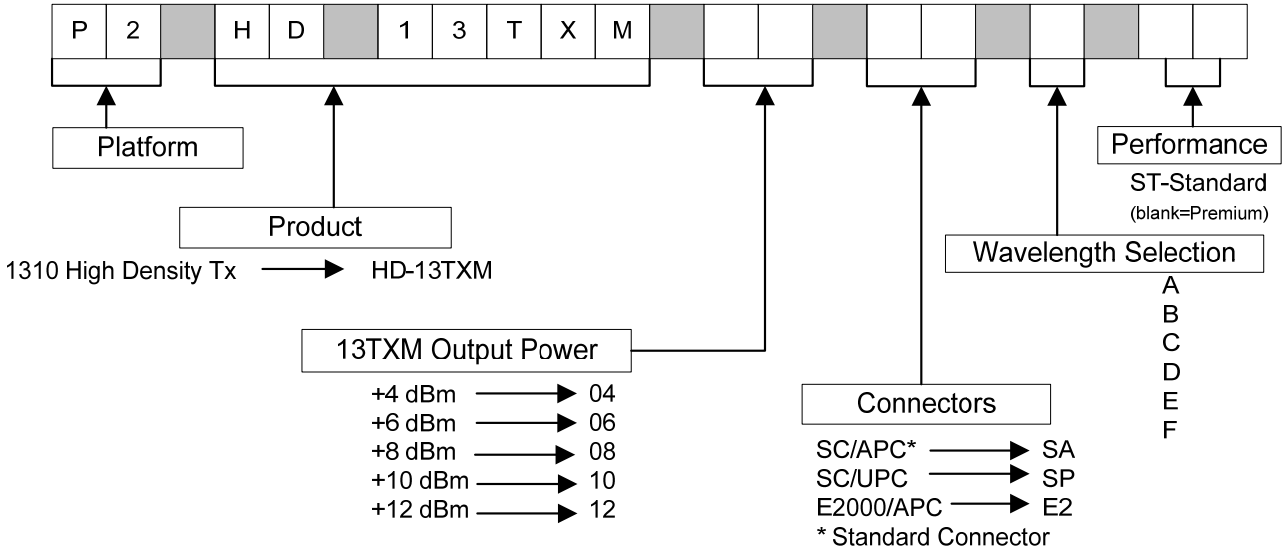 P 2 H D 1 3 T X M
Platform
Performance
ST-Standard
(blank=Premium)
Product
1310 High Density Tx HD-13TXM
Wavelength Selection
A
B
C
D
E
F
13TXM Output Power
+4 dBm 04
+6 dBm 06
+8 dBm 08
+10 dBm 10
+12 dBm 12
Connectors
SC/APC* SA
SC/UPC SP
E2000/APC E2
* Standard Connector